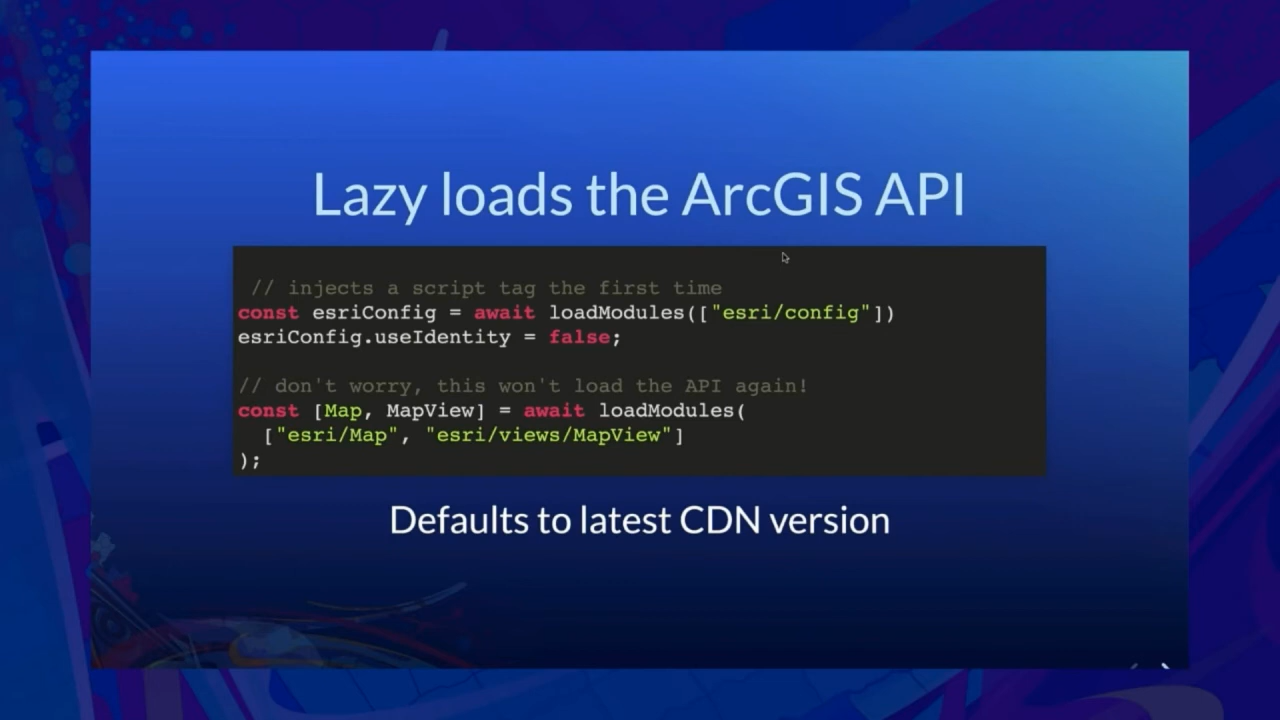 Lazy loads the ArcGIS API
// injects a script tag the first time
const esriConfig = await loadModules(["esri/config"])
esriConfig.useIdentity = false;
// don't worry, this won't load the API again!
const [Map, MapView] = await loadModules(
["esri/Map", "esri/views/MapView"]
);
Defaults to latest CDN version